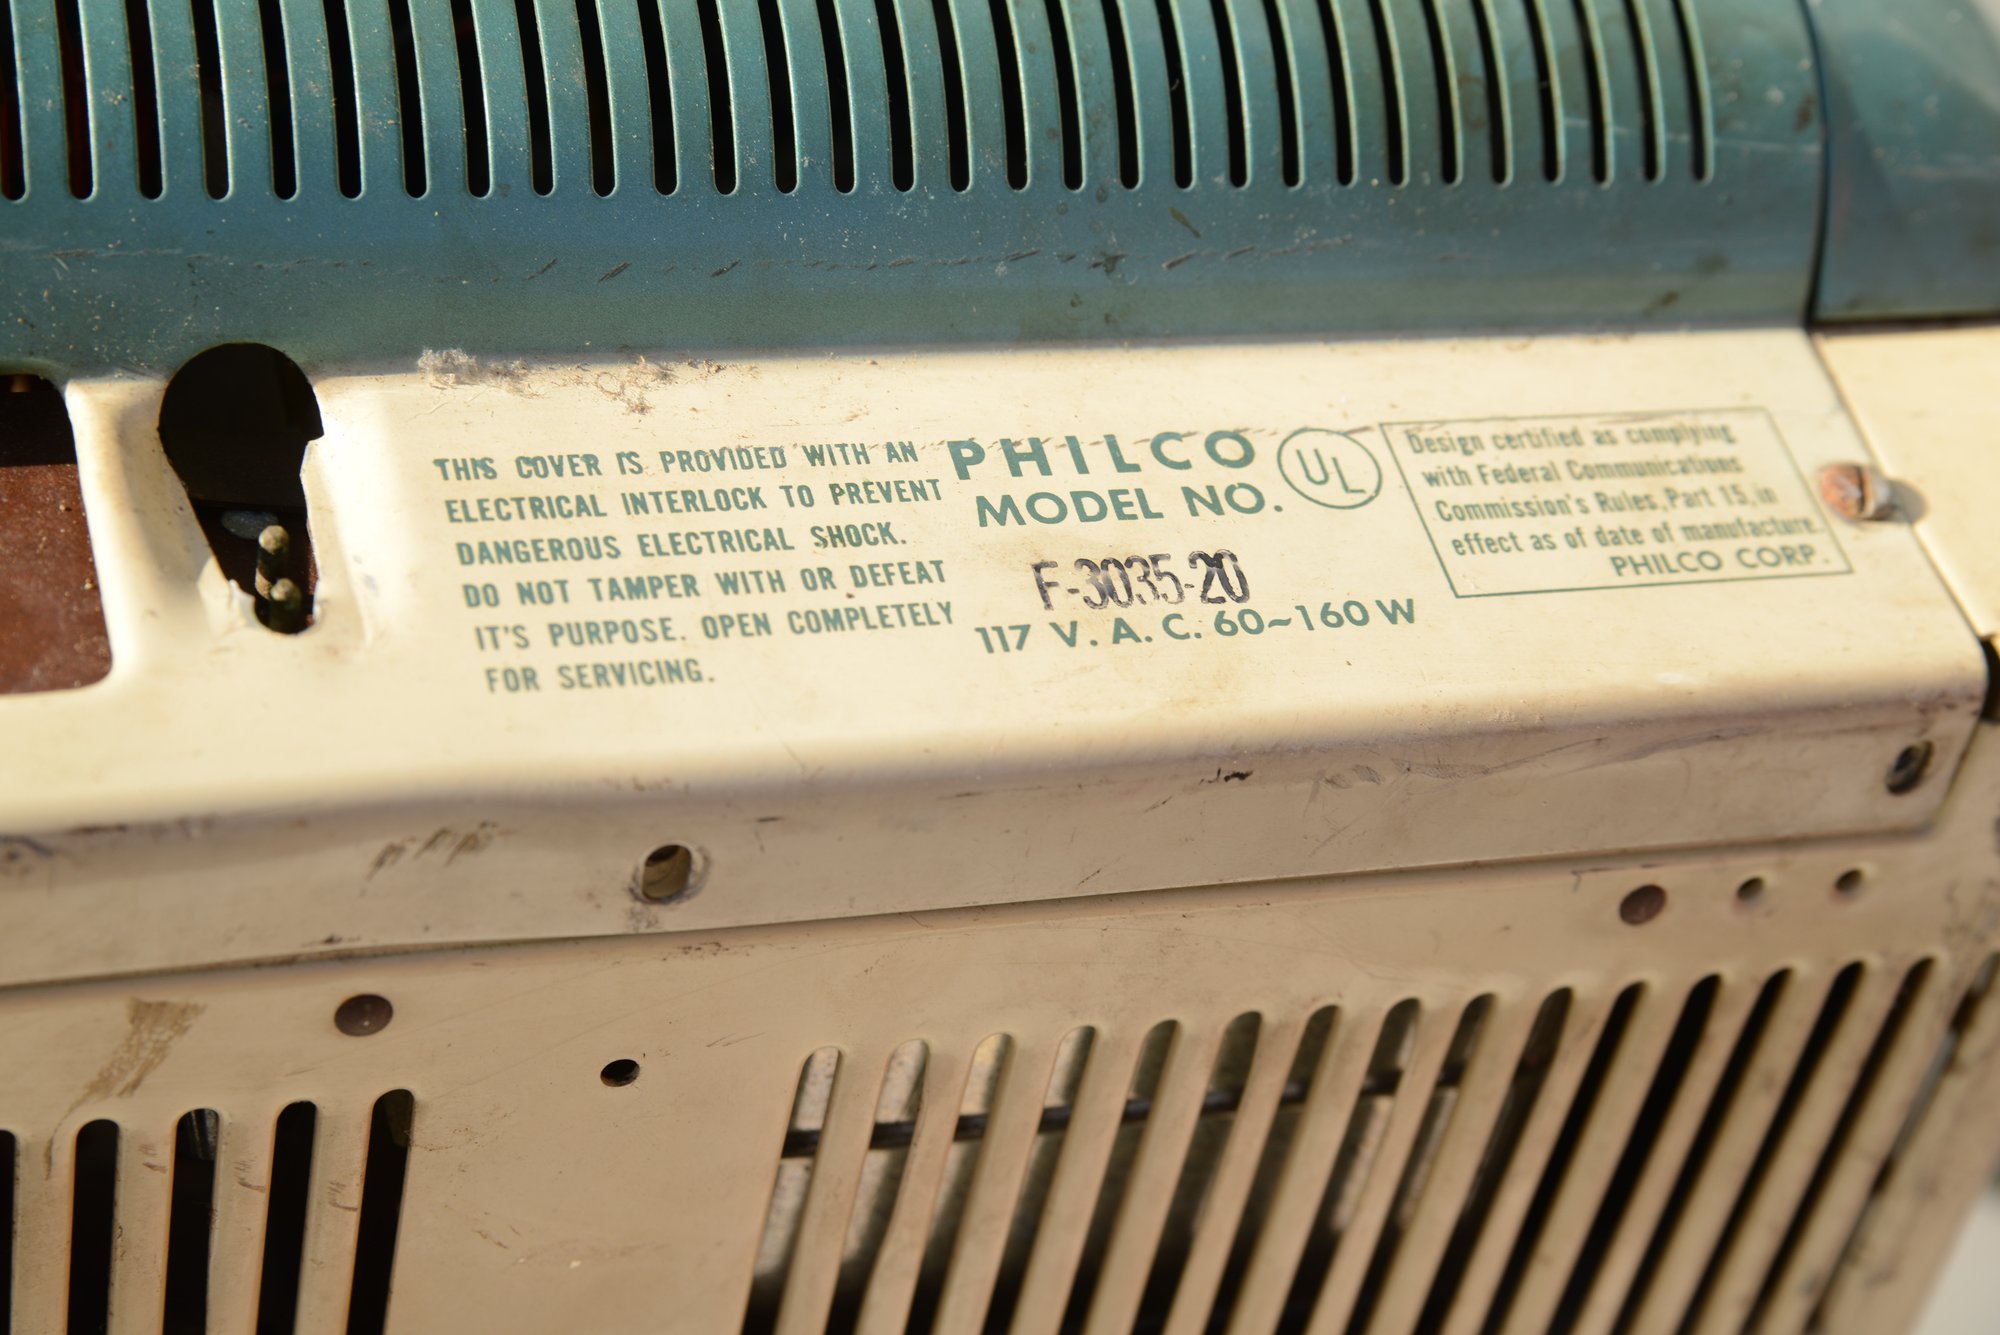 THIS COVER IS PROVIDED WITH AN
ELECTRICAL INTERLOCK TO PREVENT
DANGEROUS ELECTRICAL SHOCK.
DO NOT TAMPER WITH OR DEFEAT
IT'S PURPOSE. OPEN COMPLETELY
FOR SERVICING.
PHILCO
MODEL NO.
F-3035-20
117 V. A. C. 60~160 W
UL
Design certified as complying
with Federal Communications
Commission's Rules, Part 15, in
effect as of date of manufacture.
PHILCO CORP.